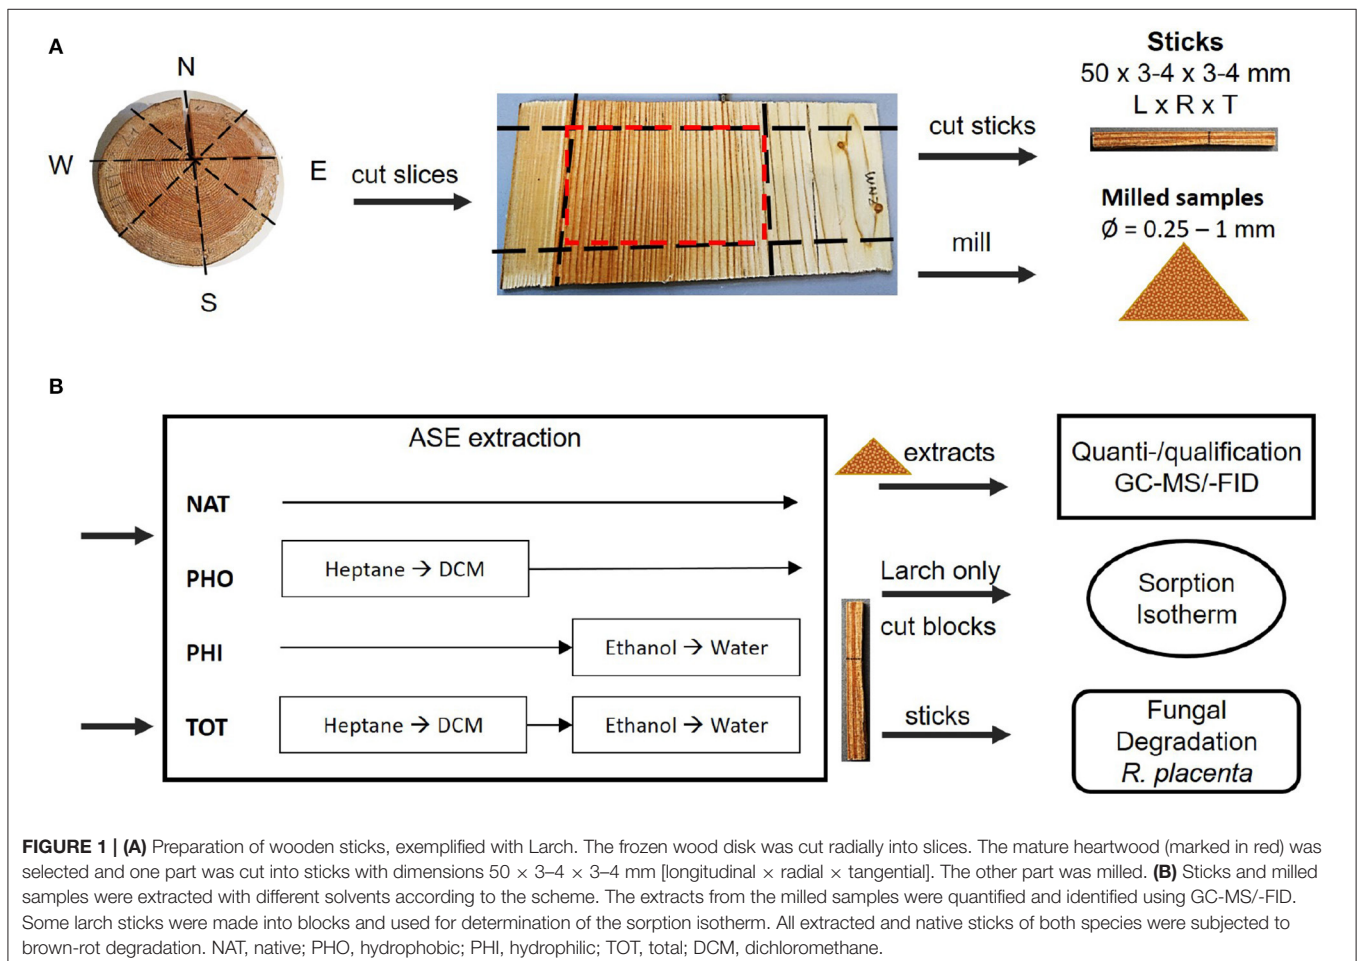 A
N
W
E
S
cut slices
WNZ
cut sticks
mill
Sticks
50 x 3-4 x 3-4 mm
L x R x T
Milled samples
Ø = 0.25 – 1 mm
B
ASE extraction
NAT
PHO
Heptane → DCM
PHI
Ethanol → Water
TOT
Heptane → DCM
Ethanol → Water
extracts
Larch only
cut blocks
sticks
Quanti-/qualification
GC-MS/-FID
Sorption
Isotherm
Fungal
Degradation
R. placenta
FIGURE 1 | (A) Preparation of wooden sticks, exemplified with Larch. The frozen wood disk was cut radially into slices. The mature heartwood (marked in red) was
selected and one part was cut into sticks with dimensions 50 × 3–4 × 3–4 mm [longitudinal × radial × tangential]. The other part was milled. (B) Sticks and milled
samples were extracted with different solvents according to the scheme. The extracts from the milled samples were quantified and identified using GC-MS/-FID.
Some larch sticks were made into blocks and used for determination of the sorption isotherm. All extracted and native sticks of both species were subjected to
brown-rot degradation. NAT, native; PHO, hydrophobic; PHI, hydrophilic; TOT, total; DCM, dichloromethane.